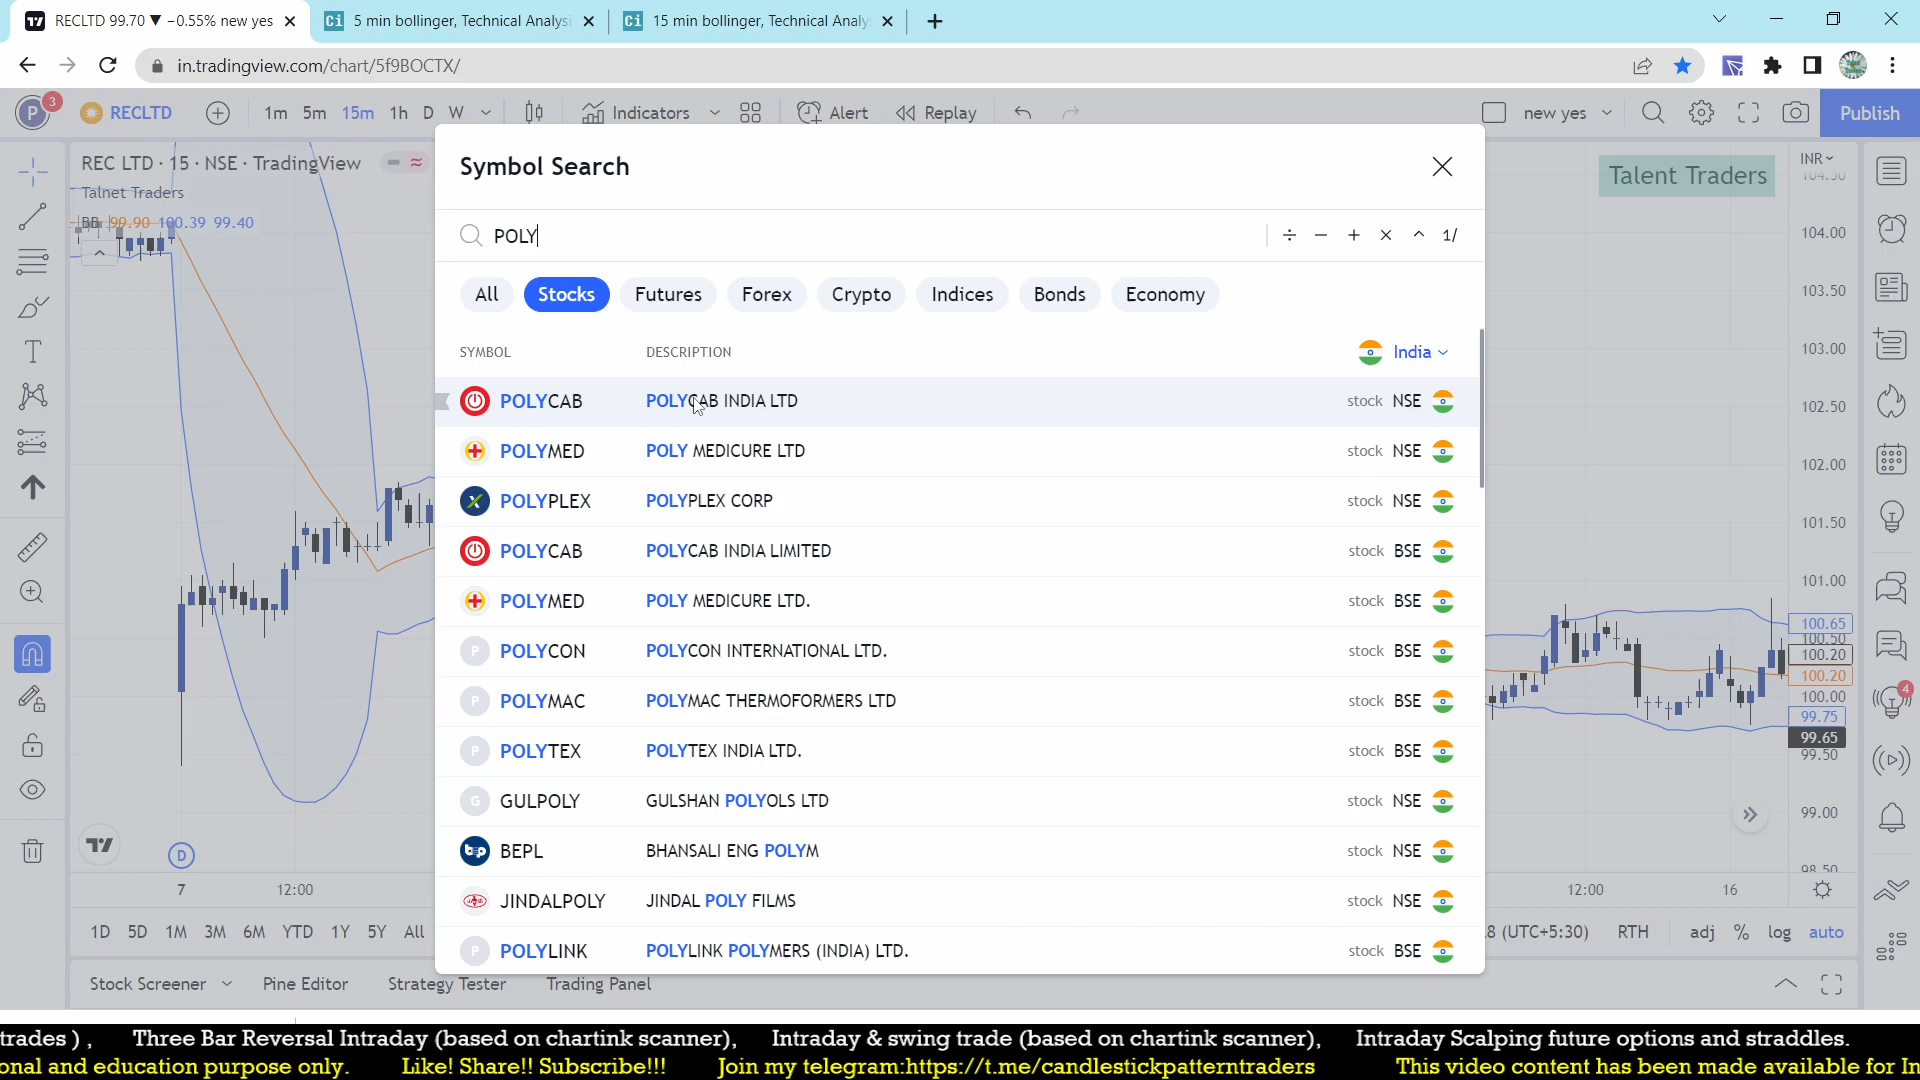 RECLTD 99.70 ▼ −0.55% new yes
5 min bollinger, Technical Analysi
15 min bollinger, Technical Analy
in.tradingview.com/chart/5f9BOCTX/
P 3 RECLTD 1m 5m 15m 1h D W Indicators Alert Replay new yes Publish
REC LTD · 15 · NSE · TradingView
Talnet Traders
BB 99.90 100.39 99.40
Talent Traders
INR
Symbol Search
POLY
÷ − + × ^ 1/
All Stocks Futures Forex Crypto Indices Bonds Economy
SYMBOL DESCRIPTION India
POLYCAB POLYCAB INDIA LTD stock NSE
POLYMED POLY MEDICURE LTD stock NSE
POLYPLEX POLYPLEX CORP stock NSE
POLYCAB POLYCAB INDIA LIMITED stock BSE
POLYMED POLY MEDICURE LTD. stock BSE
POLYCON POLYCON INTERNATIONAL LTD. stock BSE
POLYMAC POLYMAC THERMOFORMERS LTD stock BSE
POLYTEX POLYTEX INDIA LTD. stock BSE
GULPOLY GULSHAN POLYOLS LTD stock NSE
BEPL BHANSALI ENG POLYM stock NSE
JINDALPOLY JINDAL POLY FILMS stock NSE
POLYLINK POLYLINK POLYMERS (INDIA) LTD. stock BSE
104.50
104.00
103.50
103.00
102.50
102.00
101.50
101.00
100.65
100.50
100.20
100.20
100.00
99.75
99.65
99.50
99.00
98.50
4
D
7 12:00 12:00 16
1D 5D 1M 3M 6M YTD 1Y 5Y All
8 (UTC+5:30) RTH adj % log auto
Stock Screener Pine Editor Strategy Tester Trading Panel
trades ) , Three Bar Reversal Intraday (based on chartink scanner), Intraday & swing trade (based on chartink scanner), Intraday Scalping future options and straddles.
onal and education purpose only. Like! Share!! Subscribe!!! Join my telegram:https://t.me/candlestickpatterntraders This video content has been made available for In